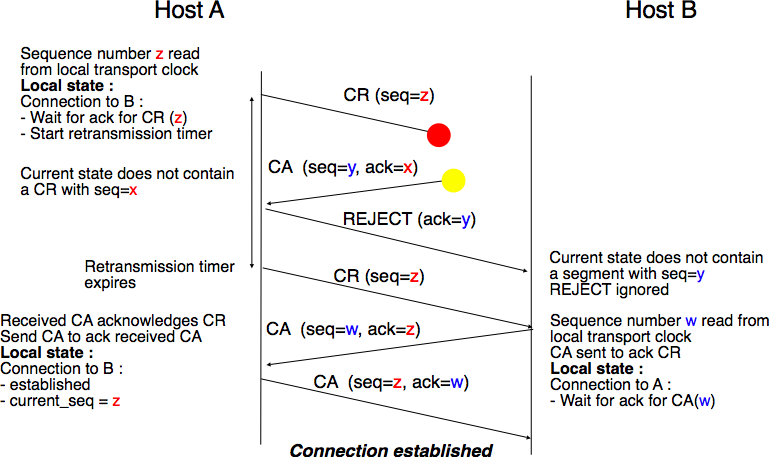 Host A
Host B
Sequence number z read
from local transport clock
Local state :
Connection to B :
- Wait for ack for CR (z)
- Start retransmission timer
CR (seq=z)
Current state does not contain
a CR with seq=x
CA (seq=y, ack=x)
REJECT (ack=y)
Current state does not contain
a segment with seq=y
REJECT ignored
Retransmission timer
expires
CR (seq=z)
Received CA acknowledges CR
Send CA to ack received CA
Local state :
Connection to B :
- established
- current_seq = z
CA (seq=w, ack=z)
Sequence number w read from
local transport clock
CA sent to ack CR
Local state :
Connection to A :
- Wait for ack for CA(w)
CA (seq=z, ack=w)
Connection established